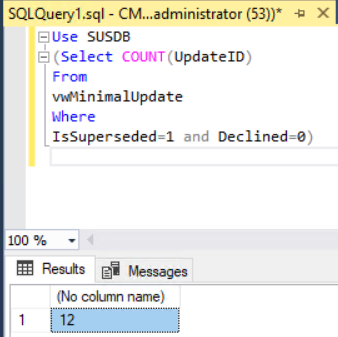 SQLQuery1.sql - CM...administrator (53))*
Use SUSDB
(Select COUNT(UpdateID)
From
vwMinimalUpdate
Where
IsSuperseded=1 and Declined=0)
100 %
Results Messages
(No column name)
1 12